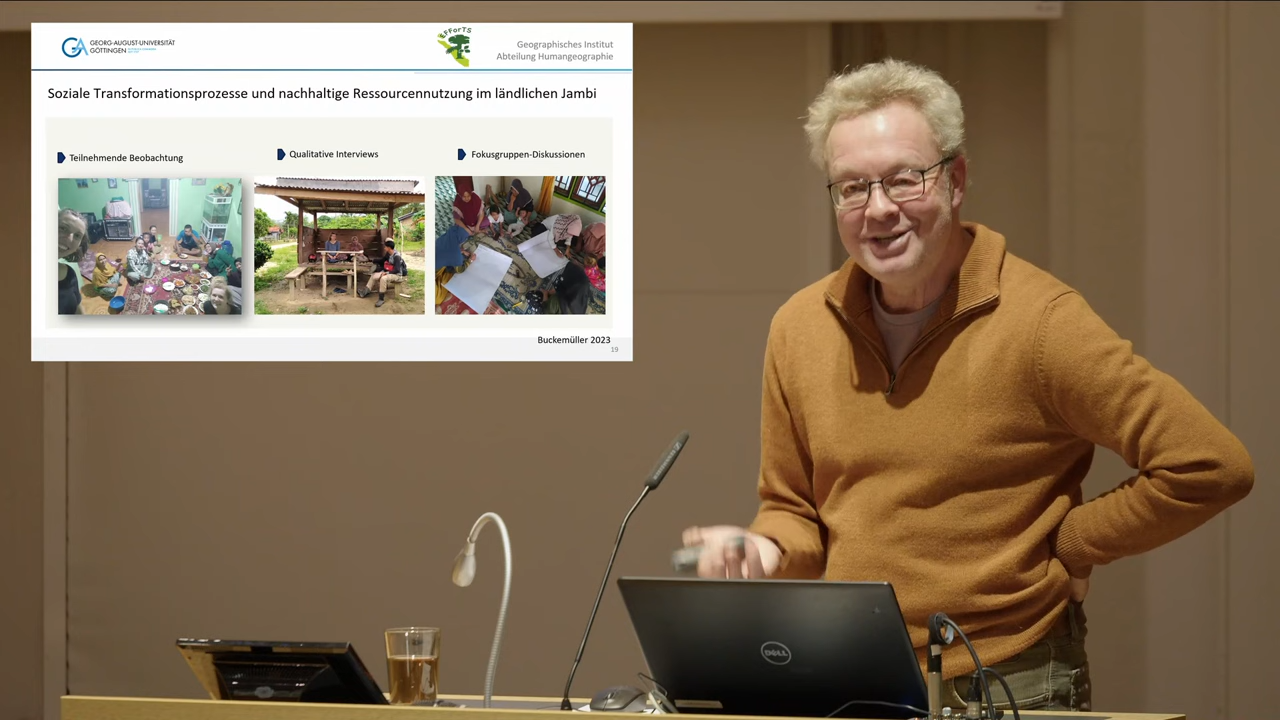 GEORG-AUGUST-UNIVERSITÄT
GÖTTINGEN
EFForTS
Geographisches Institut
Abteilung Humangeographie
Soziale Transformationsprozesse und nachhaltige Ressourcennutzung im ländlichen Jambi
Teilnehmende Beobachtung
Qualitative Interviews
Fokusgruppen-Diskussionen
Buckemüller 2023
19
DELL